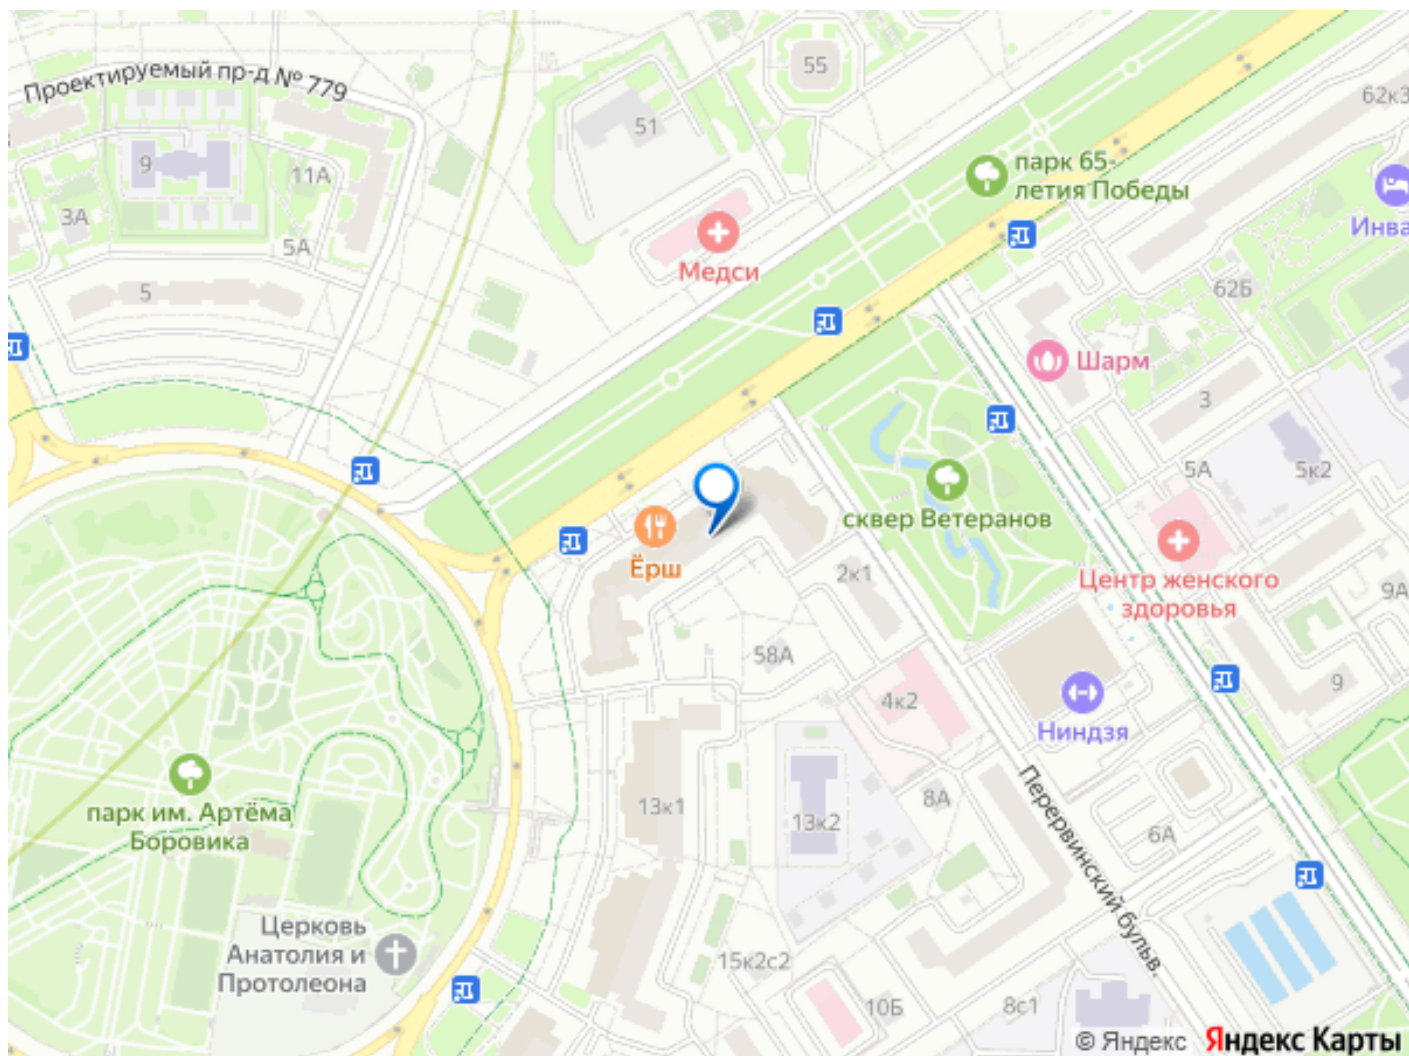 Проектируемый пр-д № 779
55
62к3
51
9
11А
парк 65-
летия Победы
3А
5А
Инва
Медси
62Б
5
Шарм
3
5А
5к2
сквер Ветеранов
Ёрш
2к1
Центр женского
здоровья
9А
58А
9
4к2
Ниндзя
парк им. Артёма
Боровика
13к1
13к2
8А
6А
Перервинский бульв.
Церковь
Анатолия и
Протолеона
15к2с2
10Б
8с1
© Яндекс Яндекс Карты